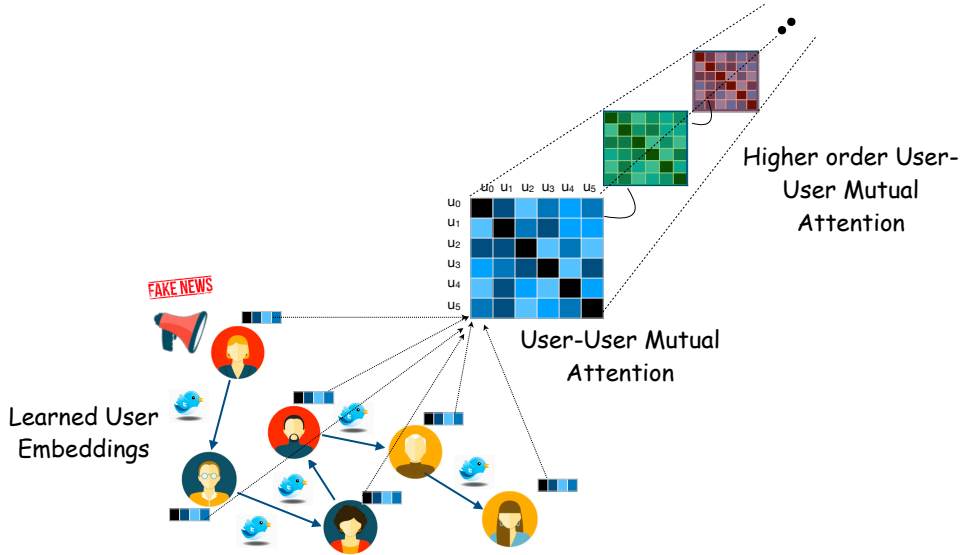 Higher order User-
User Mutual
Attention
u0 u1 u2 u3 u4 u5
u0
u1
u2
u3
u4
u5
FAKE NEWS
User-User Mutual
Attention
Learned User
Embeddings